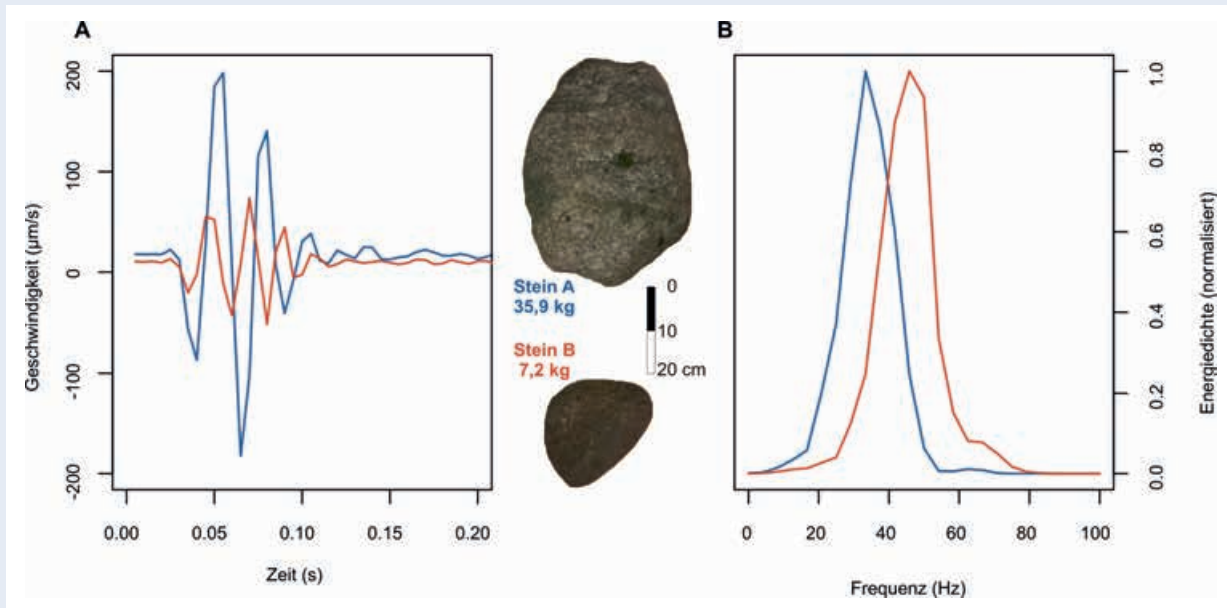 A
Geschwindigkeit (µm/s)
200
100
0
-100
-200
0.00 0.05 0.10 0.15 0.20
Zeit (s)
Stein A
35,9 kg
Stein B
7,2 kg
0
10
20 cm
B
1.0
0.8
0.6
0.4
0.2
0.0
Energiedichte (normalisiert)
0 20 40 60 80 100
Frequenz (Hz)